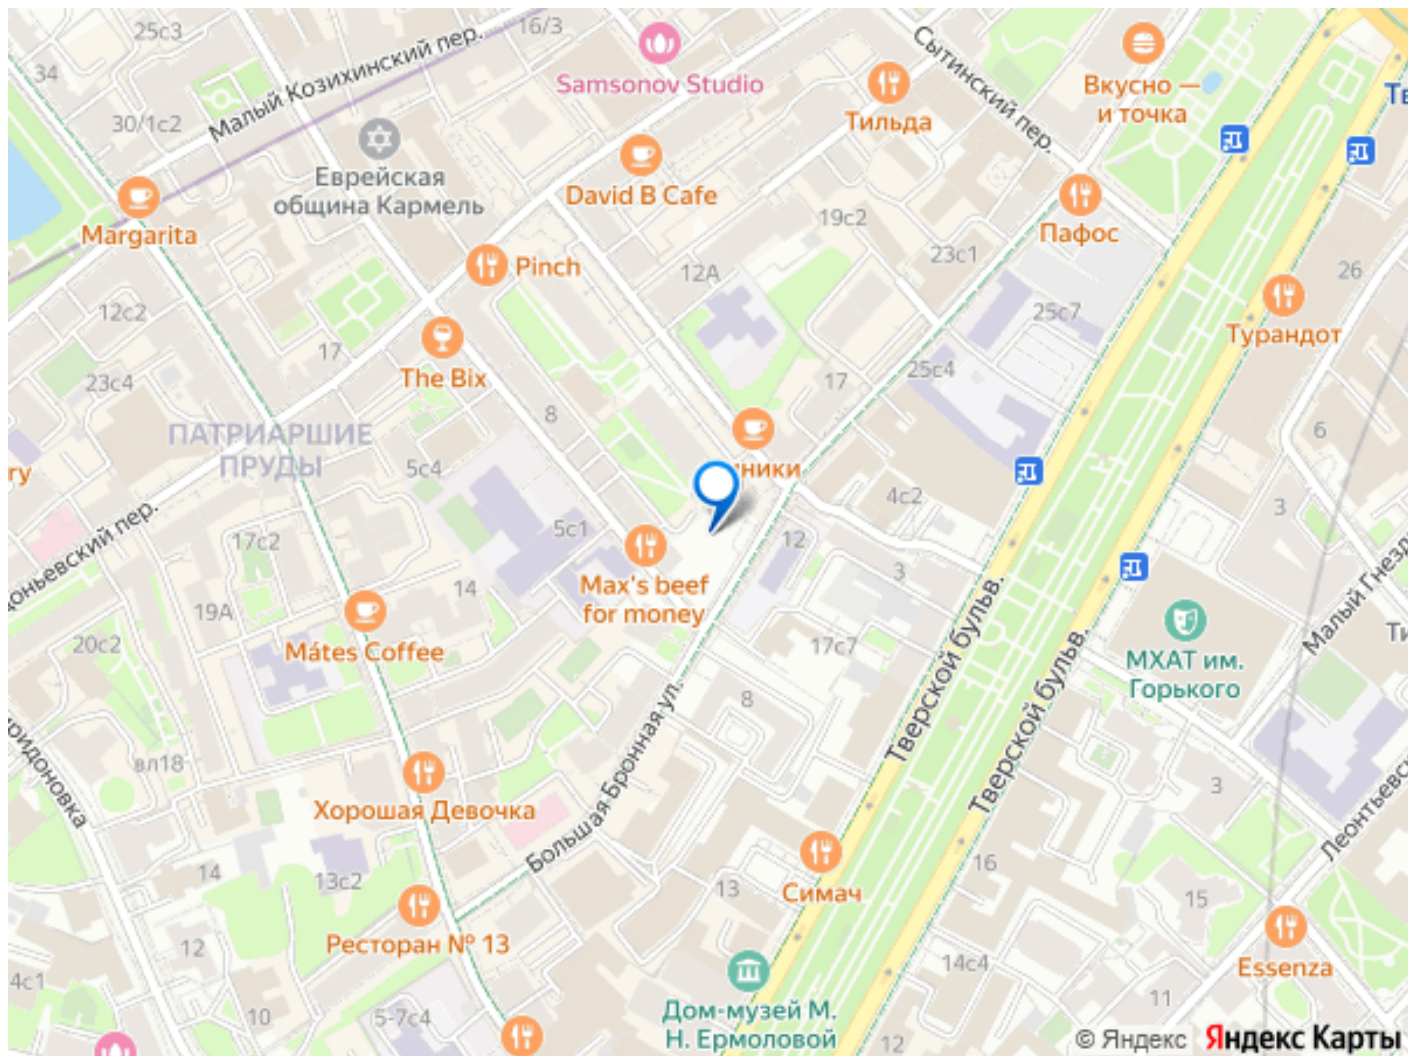 25с3
16/3
34
Малый Козихинский пер.
Samsonov Studio
Сытинский пер.
Вкусно —
и точка
Тильда
30/1с2
Еврейская
община Кармель
David B Cafe
Margarita
19с2
Пафос
Pinch
12А
23с1
26
12с2
25с7
Турандот
17
The Bix
23с4
17
25с4
8
6
ПАТРИАРШИЕ
ПРУДЫ
5с4
ники
4с2
3
5с1
12
17с2
Max's beef
for money
3
14
19А
20с2
Mátes Coffee
17с7
МХАТ им.
Горького
8
Тверской бульв.
Тверской бульв.
Большая Бронная ул.
вл18
Хорошая Девочка
3
14
13с2
13
Симач
16
15
Ресторан № 13
12
14с4
Essenza
4с1
11
10
5-7с4
Дом-музей М.
Н. Ермоловой
12
© Яндекс Яндекс Карты